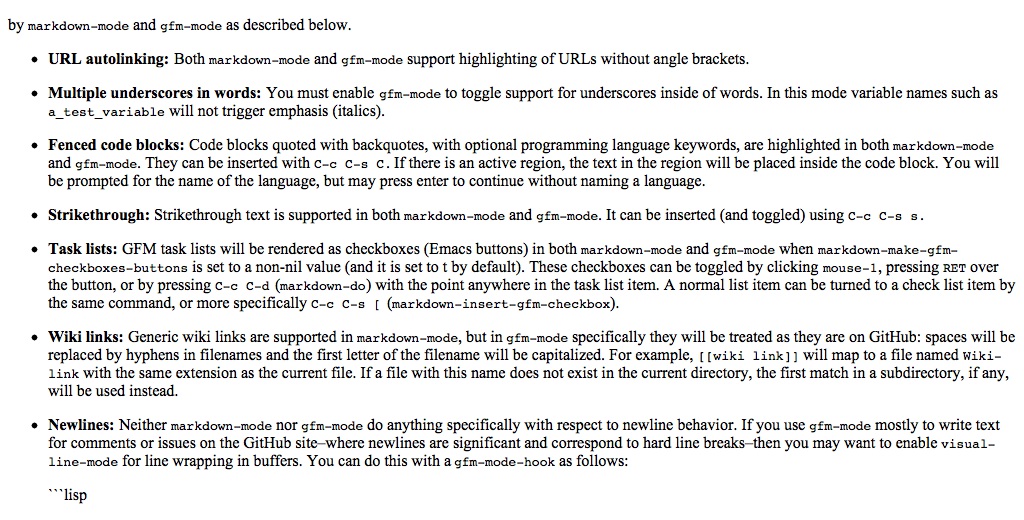 by markdown-mode and gfm-mode as described below.
• URL autolinking: Both markdown-mode and gfm-mode support highlighting of URLs without angle brackets.
• Multiple underscores in words: You must enable gfm-mode to toggle support for underscores inside of words. In this mode variable names such as
a_test_variable will not trigger emphasis (italics).
• Fenced code blocks: Code blocks quoted with backquotes, with optional programming language keywords, are highlighted in both markdown-mode
and gfm-mode. They can be inserted with C-c C-s C. If there is an active region, the text in the region will be placed inside the code block. You will
be prompted for the name of the language, but may press enter to continue without naming a language.
• Strikethrough: Strikethrough text is supported in both markdown-mode and gfm-mode. It can be inserted (and toggled) using C-c C-s s.
• Task lists: GFM task lists will be rendered as checkboxes (Emacs buttons) in both markdown-mode and gfm-mode when markdown-make-gfm-
checkboxes-buttons is set to a non-nil value (and it is set to t by default). These checkboxes can be toggled by clicking mouse-1, pressing RET over
the button, or by pressing C-c C-d (markdown-do) with the point anywhere in the task list item. A normal list item can be turned to a check list item by
the same command, or more specifically C-c C-s [ (markdown-insert-gfm-checkbox).
• Wiki links: Generic wiki links are supported in markdown-mode, but in gfm-mode specifically they will be treated as they are on GitHub: spaces will be
replaced by hyphens in filenames and the first letter of the filename will be capitalized. For example, [[wiki link]] will map to a file named Wiki-
link with the same extension as the current file. If a file with this name does not exist in the current directory, the first match in a subdirectory, if any,
will be used instead.
• Newlines: Neither markdown-mode nor gfm-mode do anything specifically with respect to newline behavior. If you use gfm-mode mostly to write text
for comments or issues on the GitHub site–where newlines are significant and correspond to hard line breaks–then you may want to enable visual-
line-mode for line wrapping in buffers. You can do this with a gfm-mode-hook as follows:
```lisp